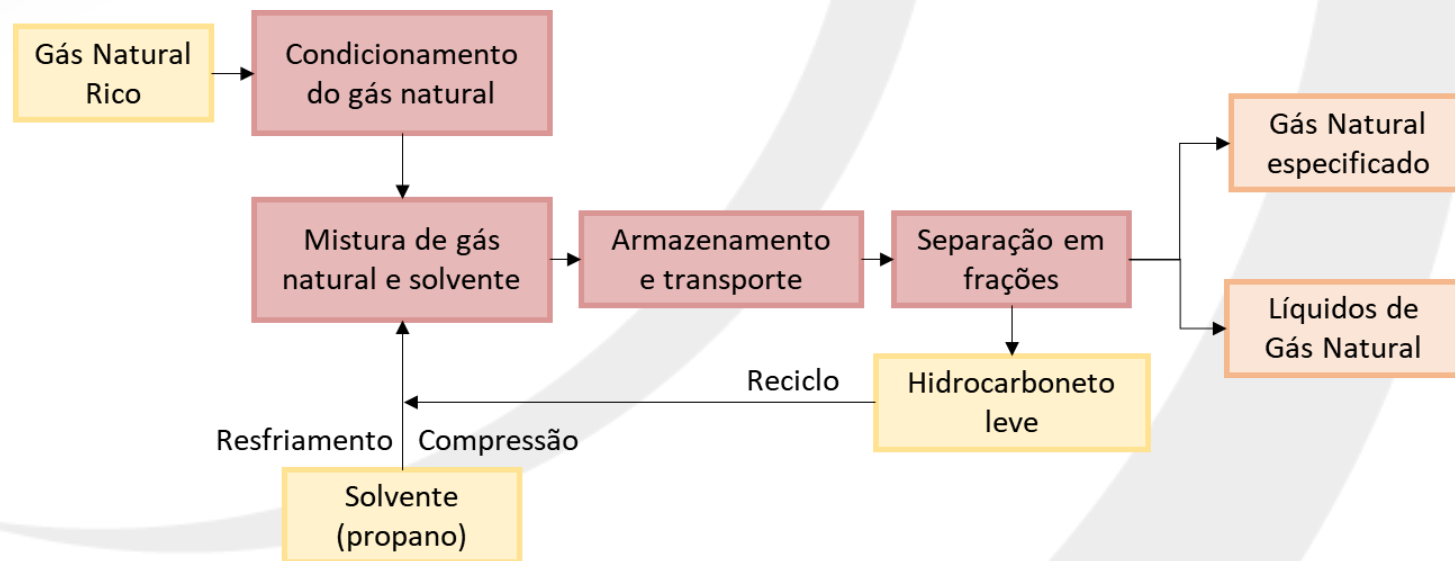 Gás Natural
Rico
Condicionamento
do gás natural
Mistura de gás
natural e solvente
Armazenamento
e transporte
Separação em
frações
Gás Natural
especificado
Líquidos de
Gás Natural
Hidrocarboneto
leve
Reciclo
Resfriamento
Compressão
Solvente
(propano)